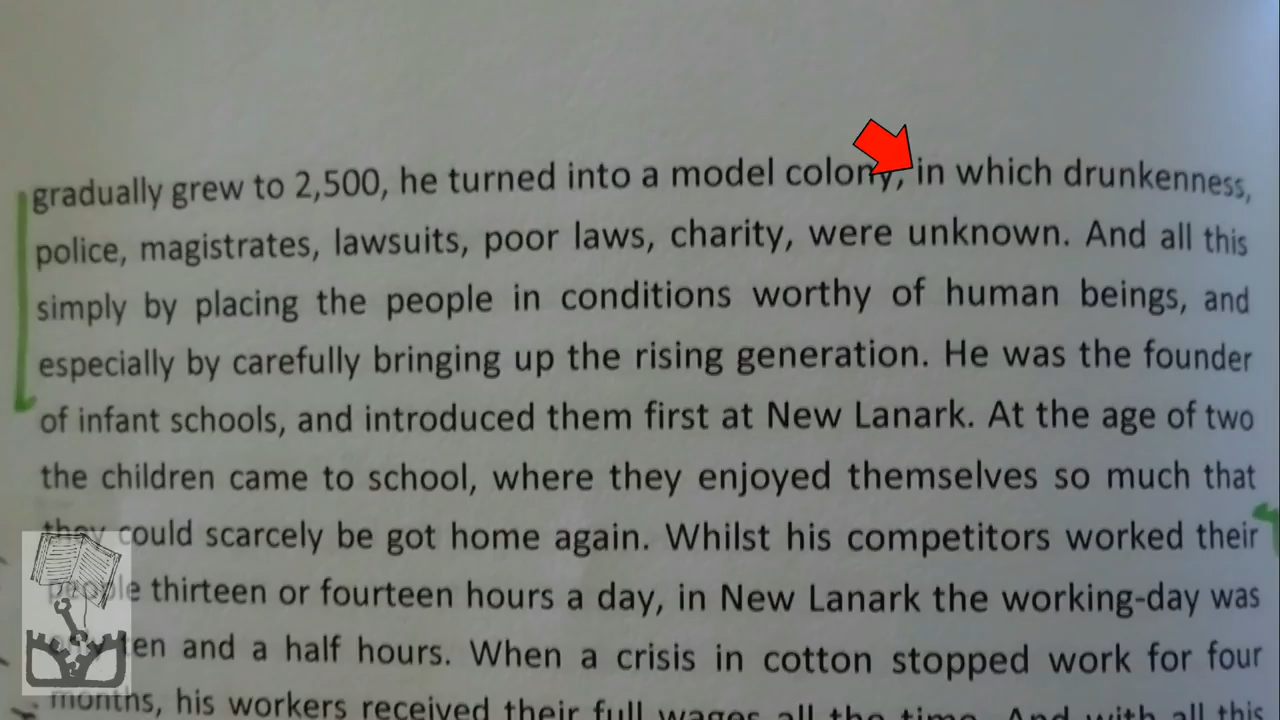 gradually grew to 2,500, he turned into a model colony, in which drunkenness,
police, magistrates, lawsuits, poor laws, charity, were unknown. And all this
simply by placing the people in conditions worthy of human beings, and
especially by carefully bringing up the rising generation. He was the founder
of infant schools, and introduced them first at New Lanark. At the age of two
the children came to school, where they enjoyed themselves so much that
they could scarcely be got home again. Whilst his competitors worked their
people thirteen or fourteen hours a day, in New Lanark the working-day was
only ten and a half hours. When a crisis in cotton stopped work for four
months, his workers received their full wages all the time. And with all this